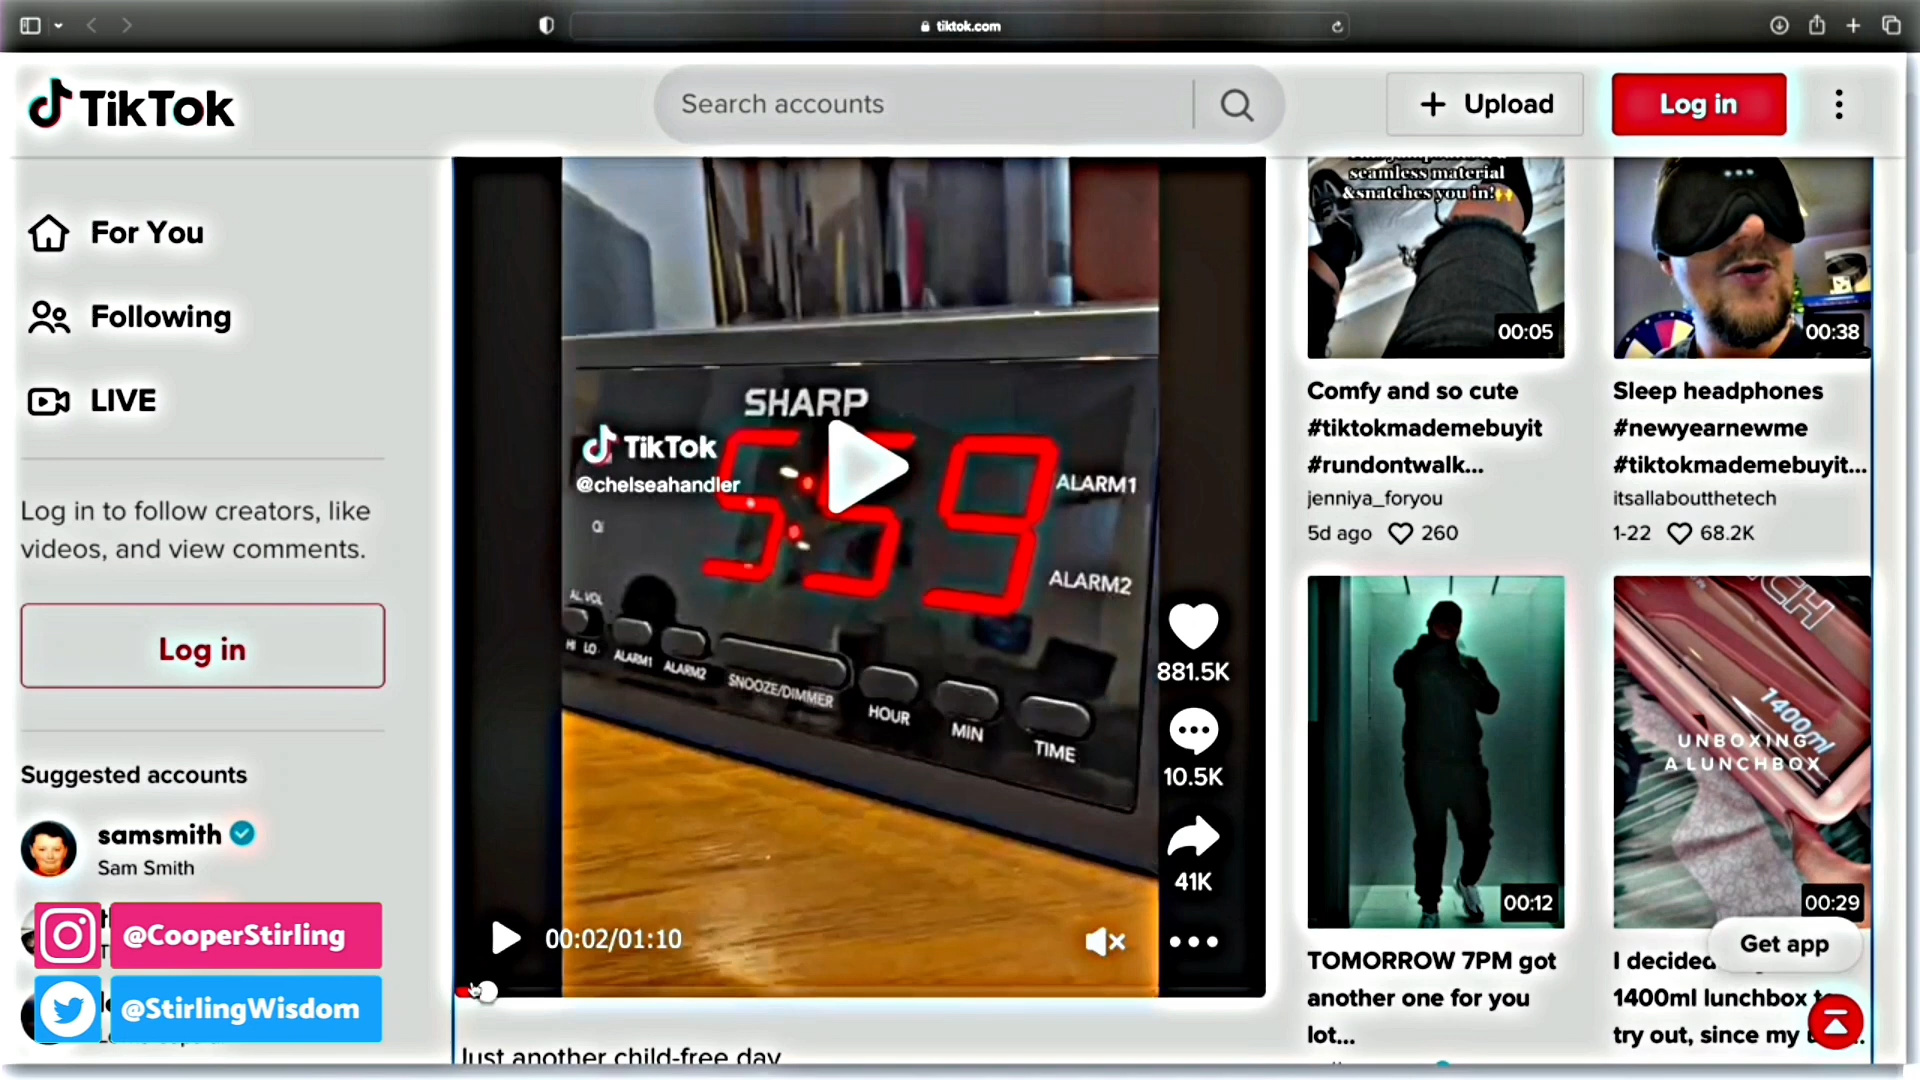 tiktok.com
TikTok
Search accounts
Upload
Log in
For You
Following
LIVE
Log in to follow creators, like
videos, and view comments.
Log in
Suggested accounts
samsmith
Sam Smith
@CooperStirling
@StirlingWisdom
SHARP
TikTok
@chelseahandler
5:59
ALARM1
ALARM2
AL. VOL
HI LO
ALARM1
ALARM2
SNOOZE/DIMMER
HOUR
MIN
TIME
881.5K
10.5K
41K
00:02/01:10
Just another child-free day
seamless material
&snatches you in!🙌
00:05
Comfy and so cute
#tiktokmademebuyit
#rundontwalk...
jenniya_foryou
5d ago 260
00:38
Sleep headphones
#newyearnewme
#tiktokmademebuyit...
itsallaboutthetech
1-22 68.2K
00:12
TOMORROW 7PM got
another one for you
lot...
1400ml
UNBOXING
A LUNCHBOX
00:29
Get app
I decided
1400ml lunchbox
try out, since my